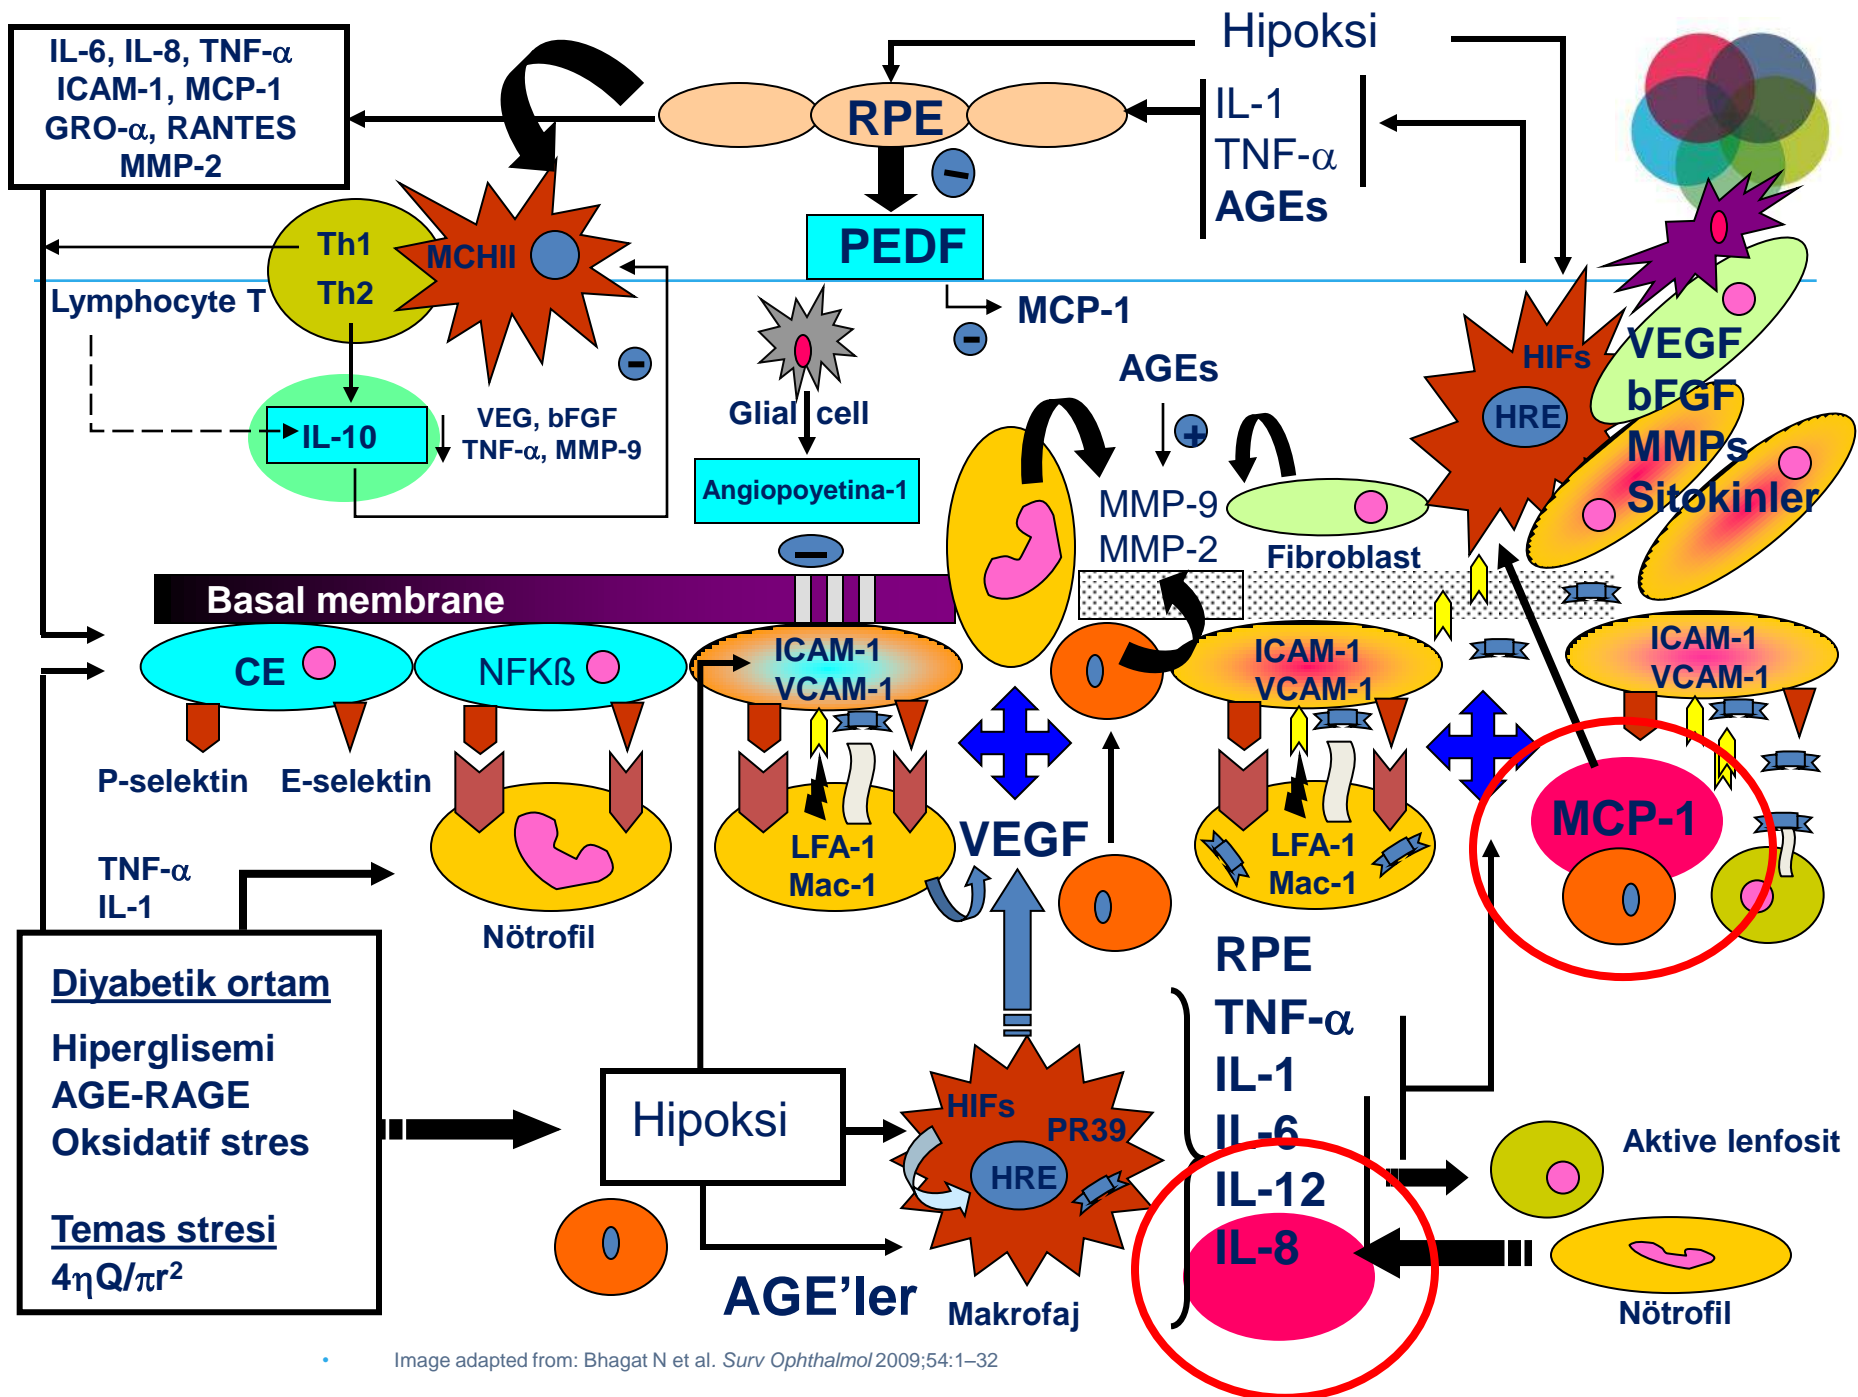 IL-6, IL-8, TNF-α
ICAM-1, MCP-1
GRO-α, RANTES
MMP-2
RPE
Hipoksi
IL-1
TNF-α
AGEs
Th1
Th2
MCHII
Lymphocyte T
PEDF
MCP-1
IL-10
VEG, bFGF
TNF-α, MMP-9
Glial cell
Angiopoyetina-1
AGEs
MMP-9
MMP-2
Fibroblast
HIFs
HRE
VEGF
bFGF
MMPs
Sitokinler
Basal membrane
CE
NFKß
ICAM-1
VCAM-1
ICAM-1
VCAM-1
ICAM-1
VCAM-1
P-selektin
E-selektin
LFA-1
Mac-1
VEGF
LFA-1
Mac-1
MCP-1
TNF-α
IL-1
Nötrofil
Diyabetik ortam
Hiperglisemi
AGE-RAGE
Oksidatif stres
Temas stresi
4ηQ/πr²
Hipoksi
HIFs
PR39
HRE
AGE’ler
Makrofaj
RPE
TNF-α
IL-1
IL-6
IL-12
IL-8
Aktive lenfosit
Nötrofil
• Image adapted from: Bhagat N et al. Surv Ophthalmol 2009;54:1–32